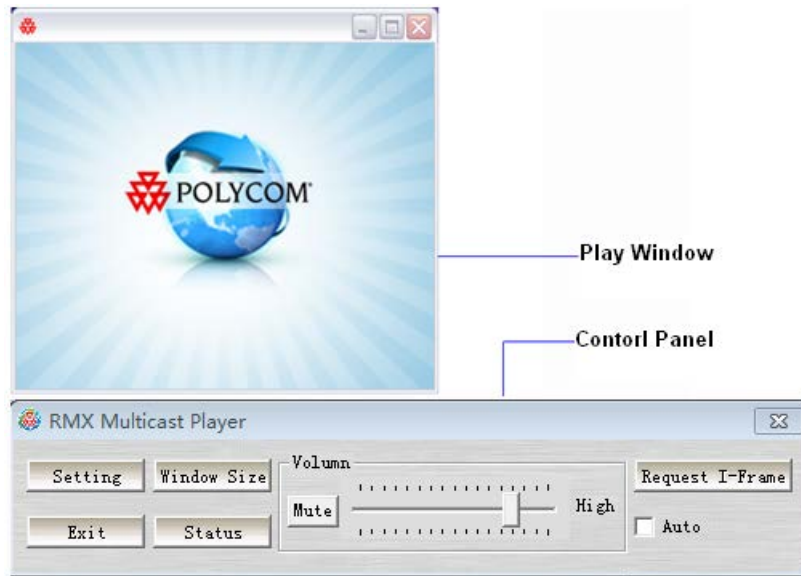 POLYCOM
Play Window
Contorl Panel
RMX Multicast Player
Setting
Window Size
Volumn
Mute
High
Request I-Frame
Exit
Status
Auto